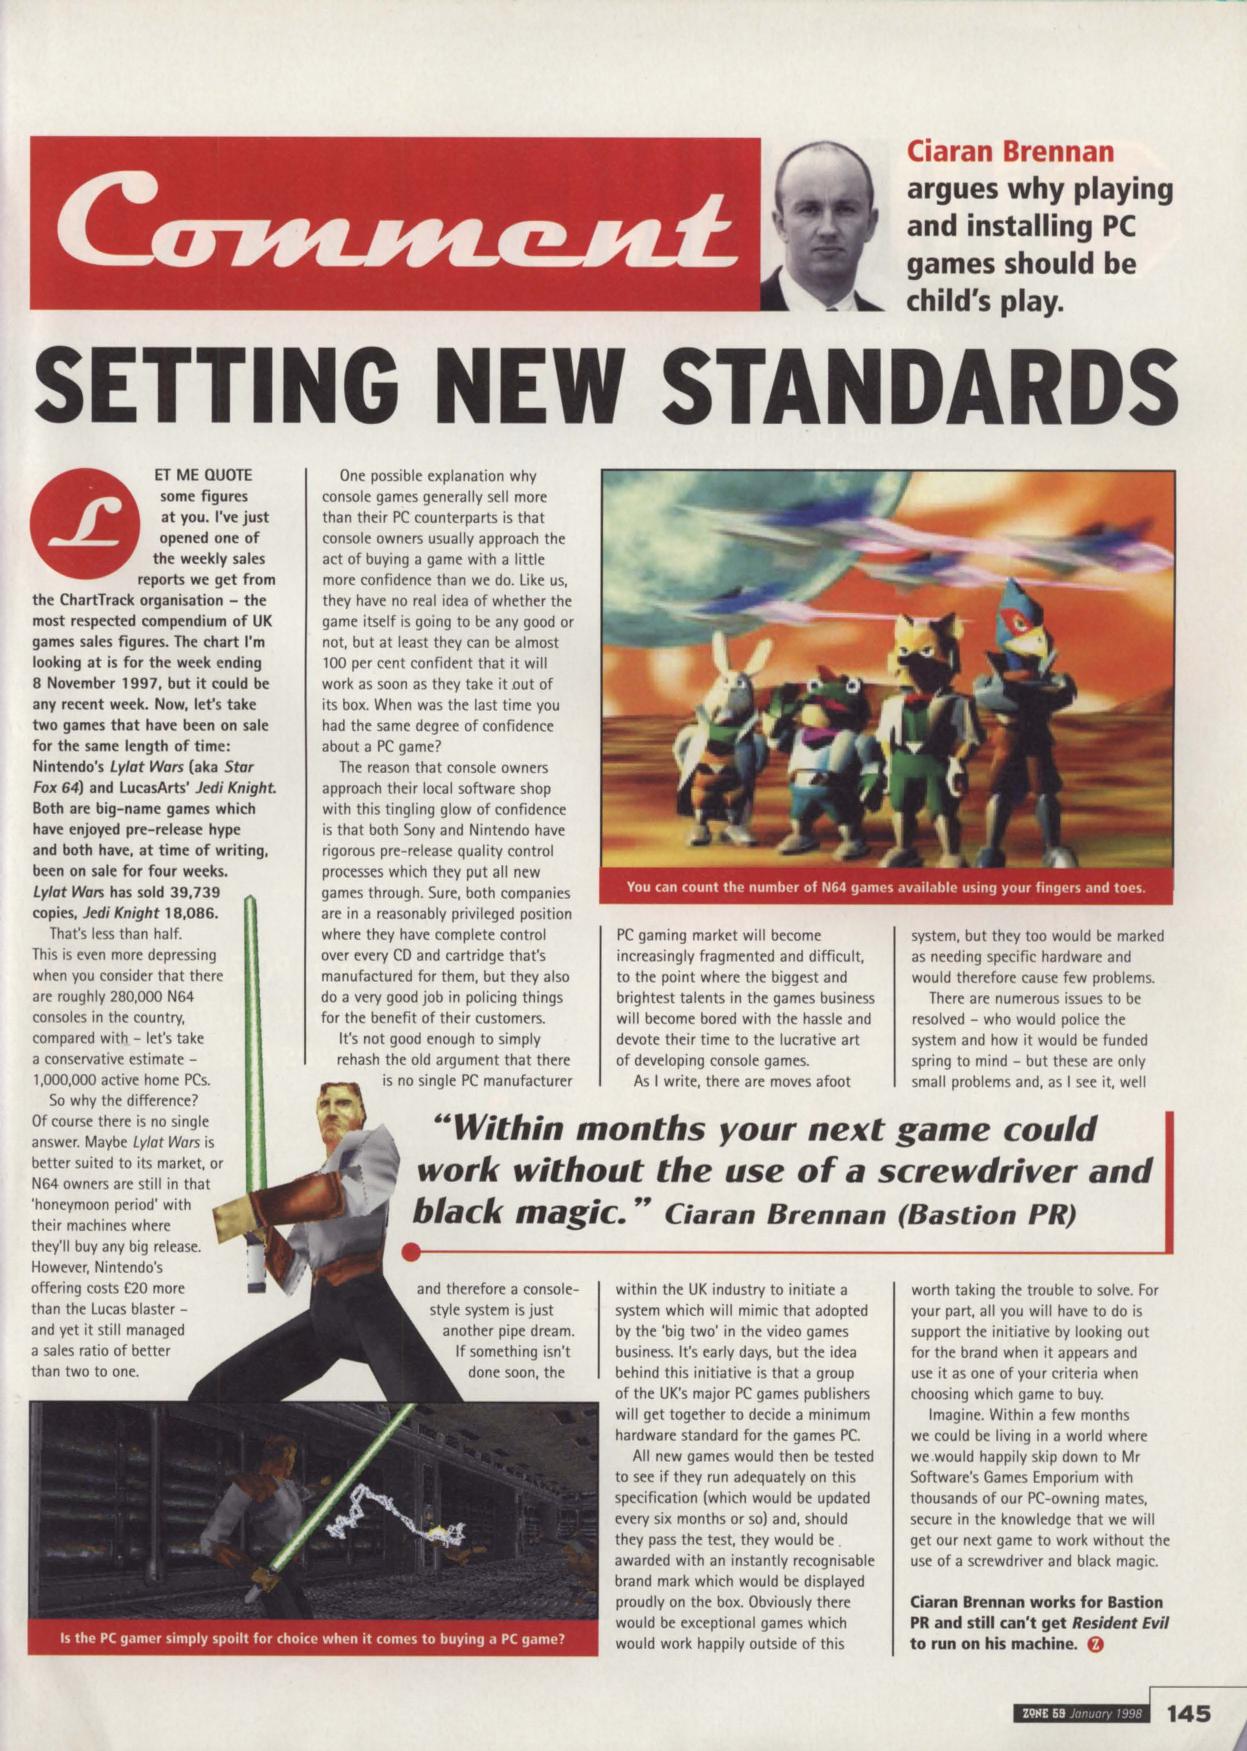 Comment
Ciaran Brennan
argues why playing
and installing PC
games should be
child's play.
SETTING NEW STANDARDS
LET ME QUOTE
some figures
at you. I've just
opened one of
the weekly sales
reports we get from
the ChartTrack organisation – the
most respected compendium of UK
games sales figures. The chart I'm
looking at is for the week ending
8 November 1997, but it could be
any recent week. Now, let's take
two games that have been on sale
for the same length of time:
Nintendo's Lylat Wars (aka Star
Fox 64) and LucasArts' Jedi Knight.
Both are big-name games which
have enjoyed pre-release hype
and both have, at time of writing,
been on sale for four weeks.
Lylat Wars has sold 39,739
copies, Jedi Knight 18,086.
That's less than half.
This is even more depressing
when you consider that there
are roughly 280,000 N64
consoles in the country,
compared with – let's take
a conservative estimate –
1,000,000 active home PCs.
So why the difference?
Of course there is no single
answer. Maybe Lylat Wars is
better suited to its market, or
N64 owners are still in that
'honeymoon period' with
their machines where
they'll buy any big release.
However, Nintendo's
offering costs £20 more
than the Lucas blaster –
and yet it still managed
a sales ratio of better
than two to one.
One possible explanation why
console games generally sell more
than their PC counterparts is that
console owners usually approach the
act of buying a game with a little
more confidence than we do. Like us,
they have no real idea of whether the
game itself is going to be any good or
not, but at least they can be almost
100 per cent confident that it will
work as soon as they take it out of
its box. When was the last time you
had the same degree of confidence
about a PC game?
The reason that console owners
approach their local software shop
with this tingling glow of confidence
is that both Sony and Nintendo have
rigorous pre-release quality control
processes which they put all new
games through. Sure, both companies
are in a reasonably privileged position
where they have complete control
over every CD and cartridge that's
manufactured for them, but they also
do a very good job in policing things
for the benefit of their customers.
It's not good enough to simply
rehash the old argument that there
is no single PC manufacturer
and therefore a console-
style system is just
another pipe dream.
If something isn't
done soon, the
You can count the number of N64 games available using your fingers and toes.
PC gaming market will become
increasingly fragmented and difficult,
to the point where the biggest and
brightest talents in the games business
will become bored with the hassle and
devote their time to the lucrative art
of developing console games.
As I write, there are moves afoot
within the UK industry to initiate a
system which will mimic that adopted
by the 'big two' in the video games
business. It's early days, but the idea
behind this initiative is that a group
of the UK's major PC games publishers
will get together to decide a minimum
hardware standard for the games PC.
All new games would then be tested
to see if they run adequately on this
specification (which would be updated
every six months or so) and, should
they pass the test, they would be
awarded with an instantly recognisable
brand mark which would be displayed
proudly on the box. Obviously there
would be exceptional games which
would work happily outside of this
system, but they too would be marked
as needing specific hardware and
would therefore cause few problems.
There are numerous issues to be
resolved – who would police the
system and how it would be funded
spring to mind – but these are only
small problems and, as I see it, well
worth taking the trouble to solve. For
your part, all you will have to do is
support the initiative by looking out
for the brand when it appears and
use it as one of your criteria when
choosing which game to buy.
Imagine. Within a few months
we could be living in a world where
we would happily skip down to Mr
Software's Games Emporium with
thousands of our PC-owning mates,
secure in the knowledge that we will
get our next game to work without the
use of a screwdriver and black magic.
Ciaran Brennan works for Bastion
PR and still can't get Resident Evil
to run on his machine. Z
"Within months your next game could
work without the use of a screwdriver and
black magic." Ciaran Brennan (Bastion PR)
Is the PC gamer simply spoilt for choice when it comes to buying a PC game?
ZONE 59 January 1998 145